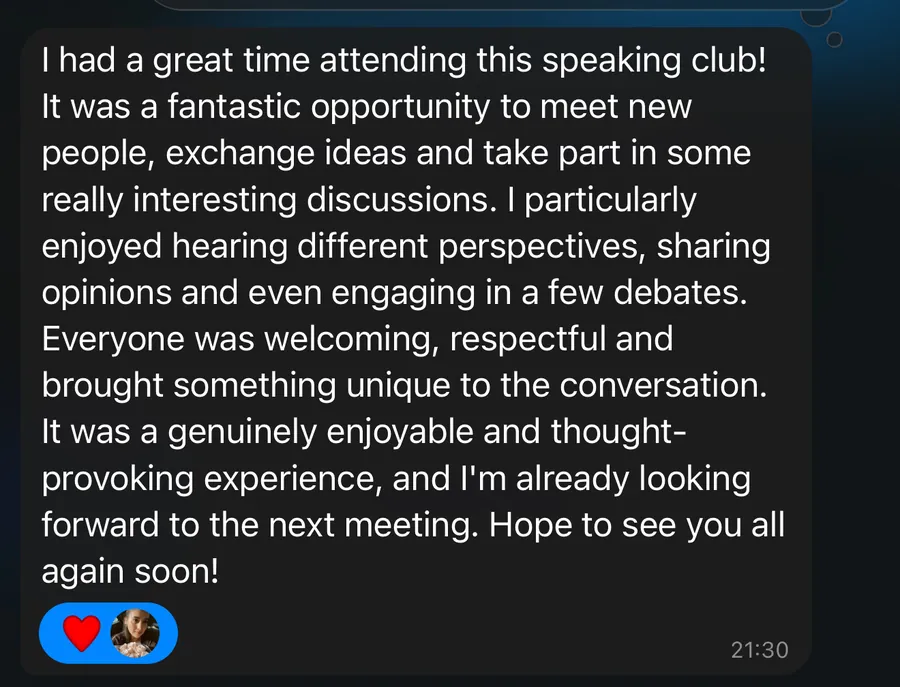 I had a great time attending this speaking club!
It was a fantastic opportunity to meet new
people, exchange ideas and take part in some
really interesting discussions. I particularly
enjoyed hearing different perspectives, sharing
opinions and even engaging in a few debates.
Everyone was welcoming, respectful and
brought something unique to the conversation.
It was a genuinely enjoyable and thought-
provoking experience, and I'm already looking
forward to the next meeting. Hope to see you all
again soon!
21:30